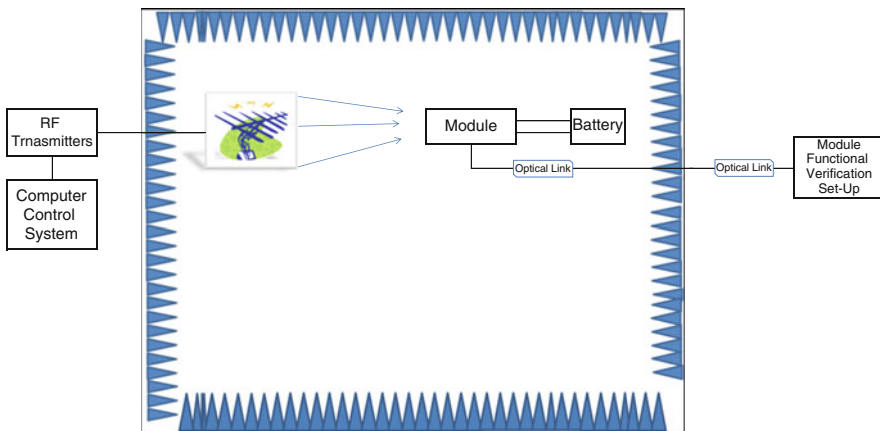 RF
Trnasmitters
Computer
Control
System
Module
Battery
Optical Link
Optical Link
Module
Functional
Verification
Set-Up